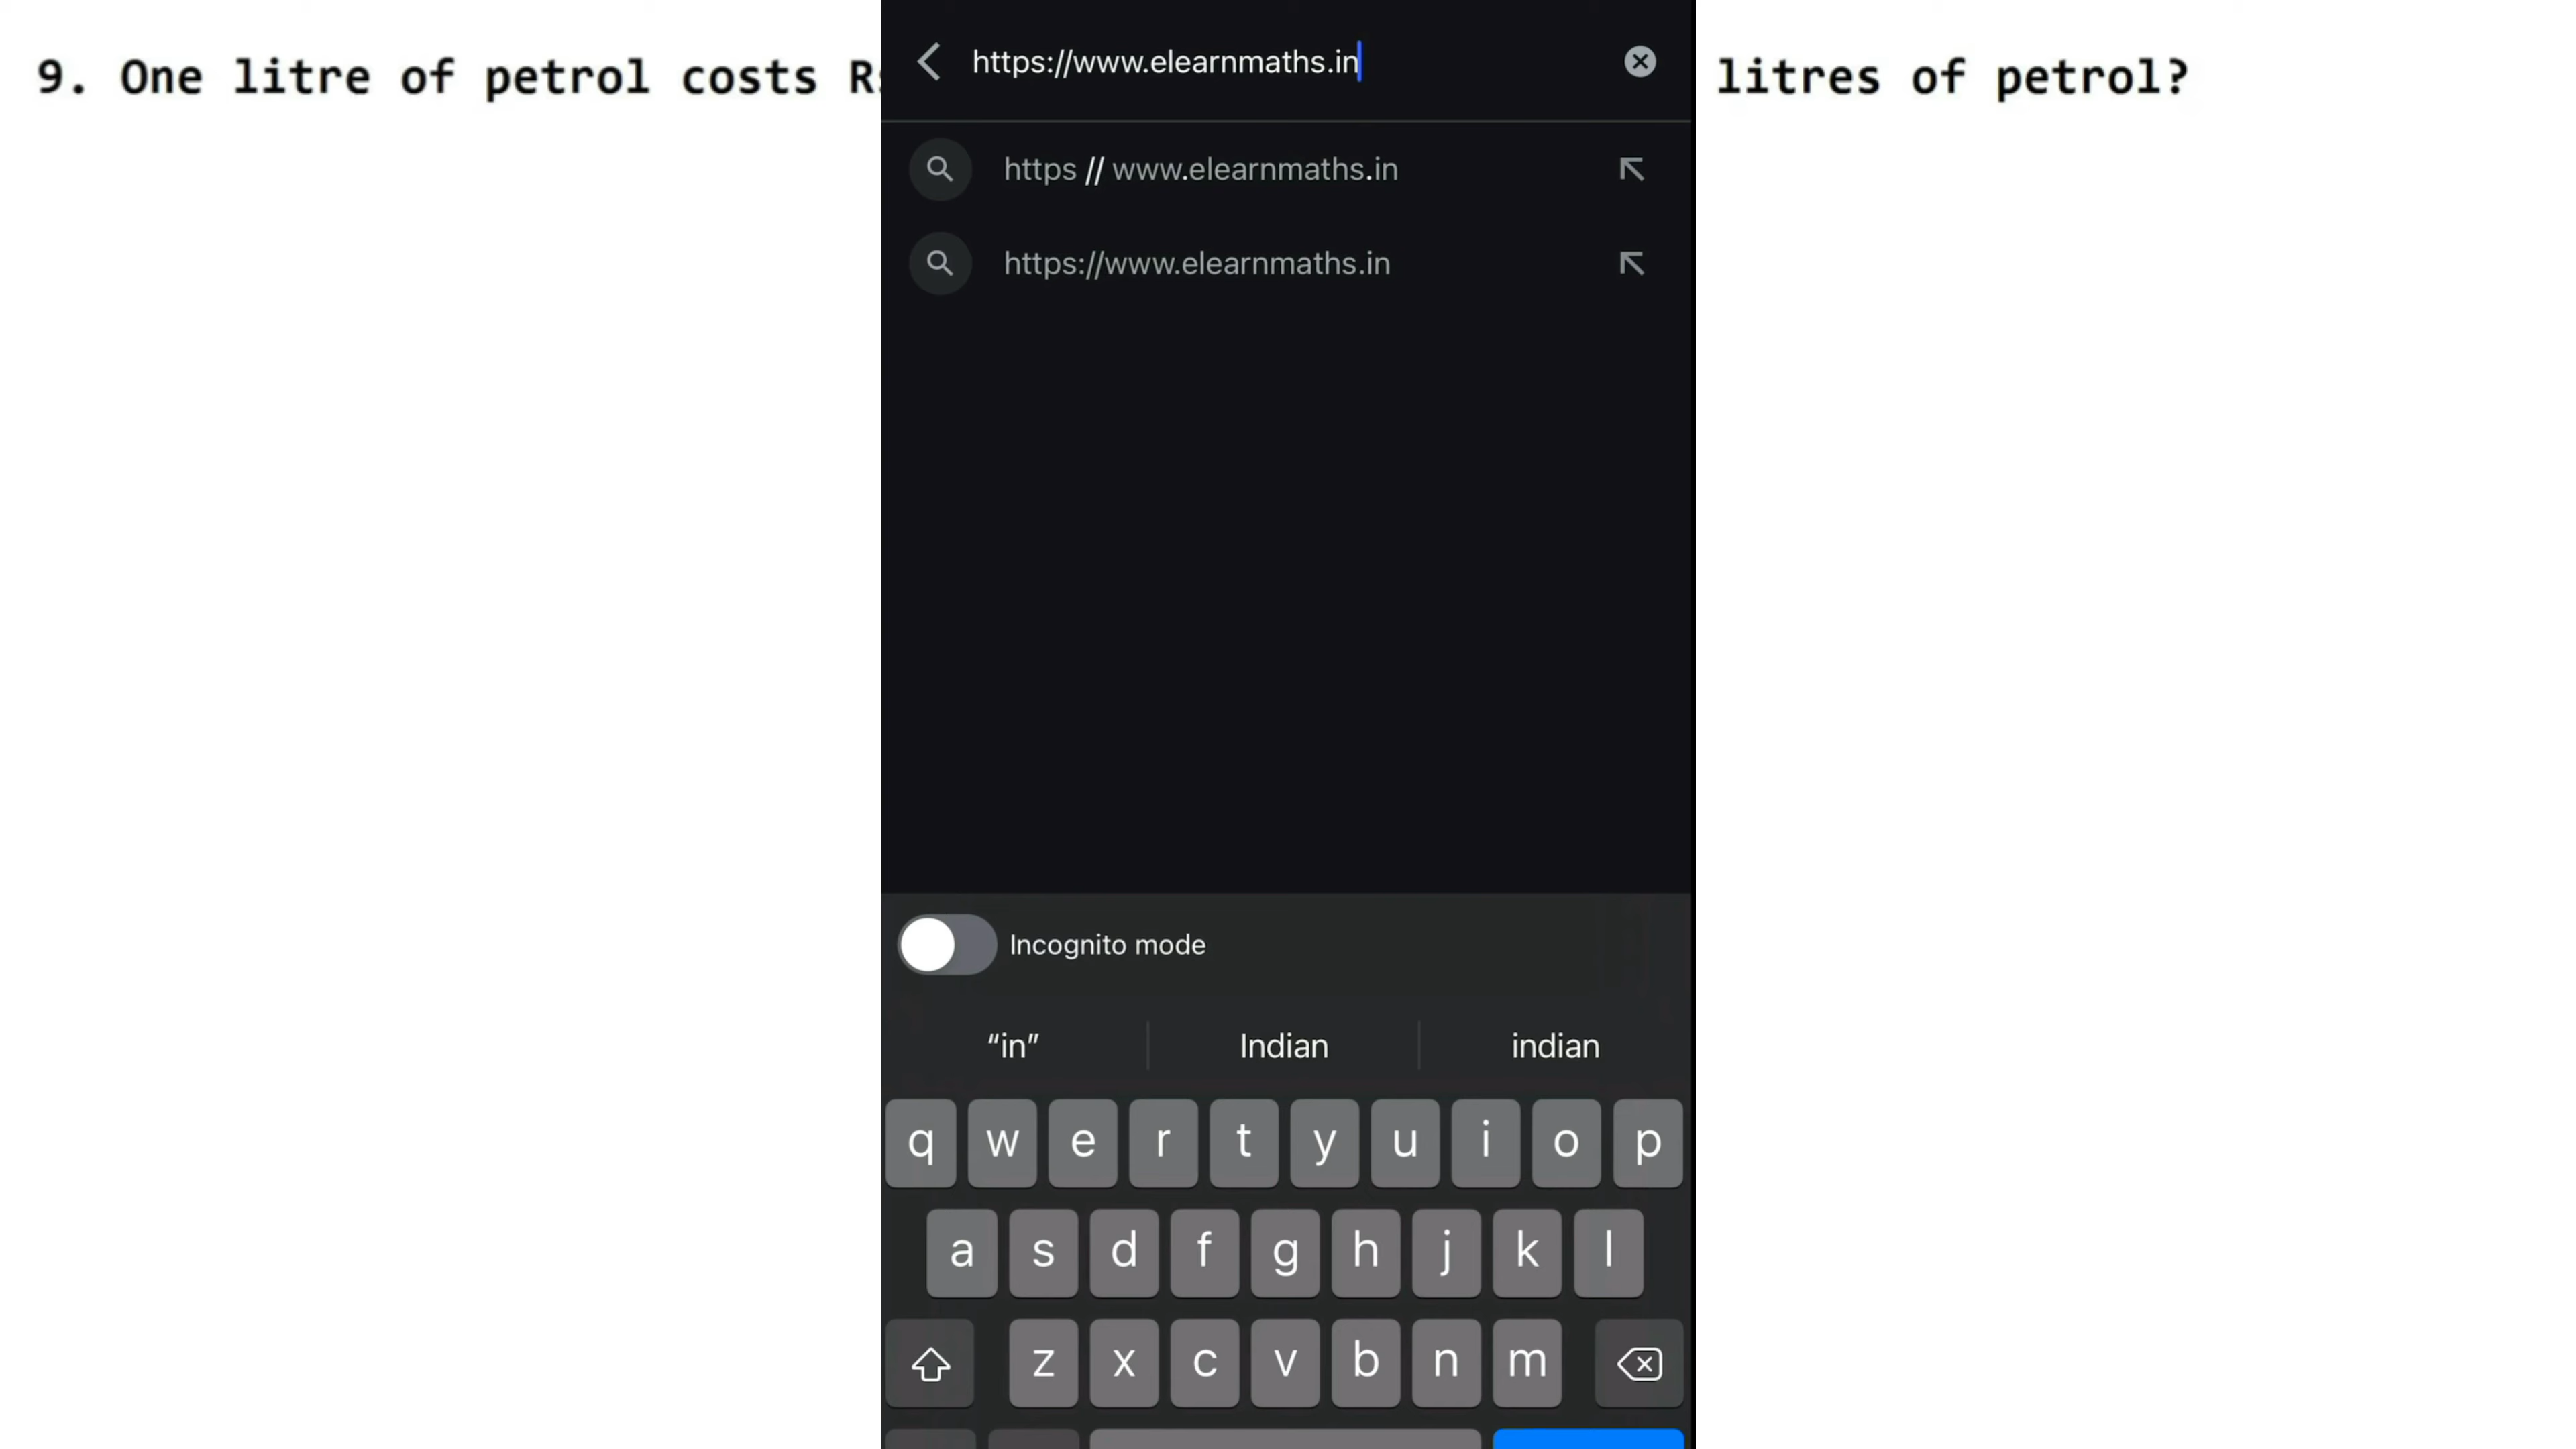 9. One litre of petrol costs litres of petrol?
https://www.elearnmaths.in
https // www.elearnmaths.in
https://www.elearnmaths.in
Incognito mode
“in” Indian indian
q w e r t y u i o p
a s d f g h j k l
z x c v b n m